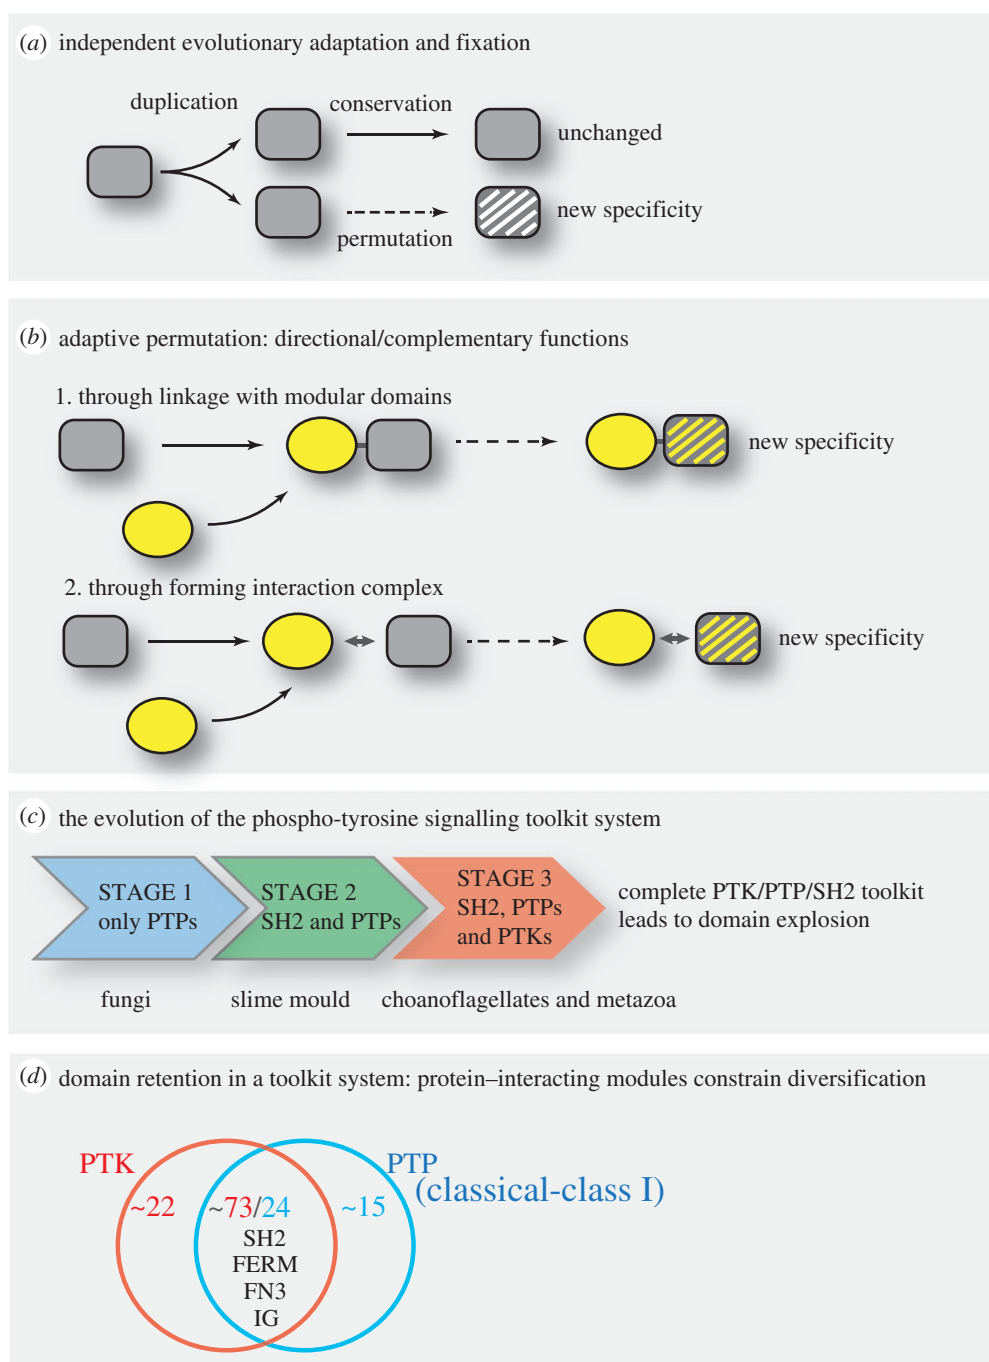 (a) independent evolutionary adaptation and fixation
duplication
conservation
unchanged
permutation
new specificity
(b) adaptive permutation: directional/complementary functions
1. through linkage with modular domains
new specificity
2. through forming interaction complex
new specificity
(c) the evolution of the phospho-tyrosine signalling toolkit system
STAGE 1
only PTPs
STAGE 2
SH2 and PTPs
STAGE 3
SH2, PTPs
and PTKs
complete PTK/PTP/SH2 toolkit
leads to domain explosion
fungi
slime mould
choanoflagellates and metazoa
(d) domain retention in a toolkit system: protein–interacting modules constrain diversification
PTK
PTP
(classical-class I)
~22
~73/24
~15
SH2
FERM
FN3
IG